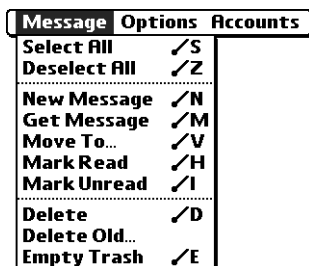 Message Options Accounts
Select All /S
Deselect All /Z
New Message /N
Get Message /M
Move To... /V
Mark Read /H
Mark Unread /I
Delete /D
Delete Old...
Empty Trash /E